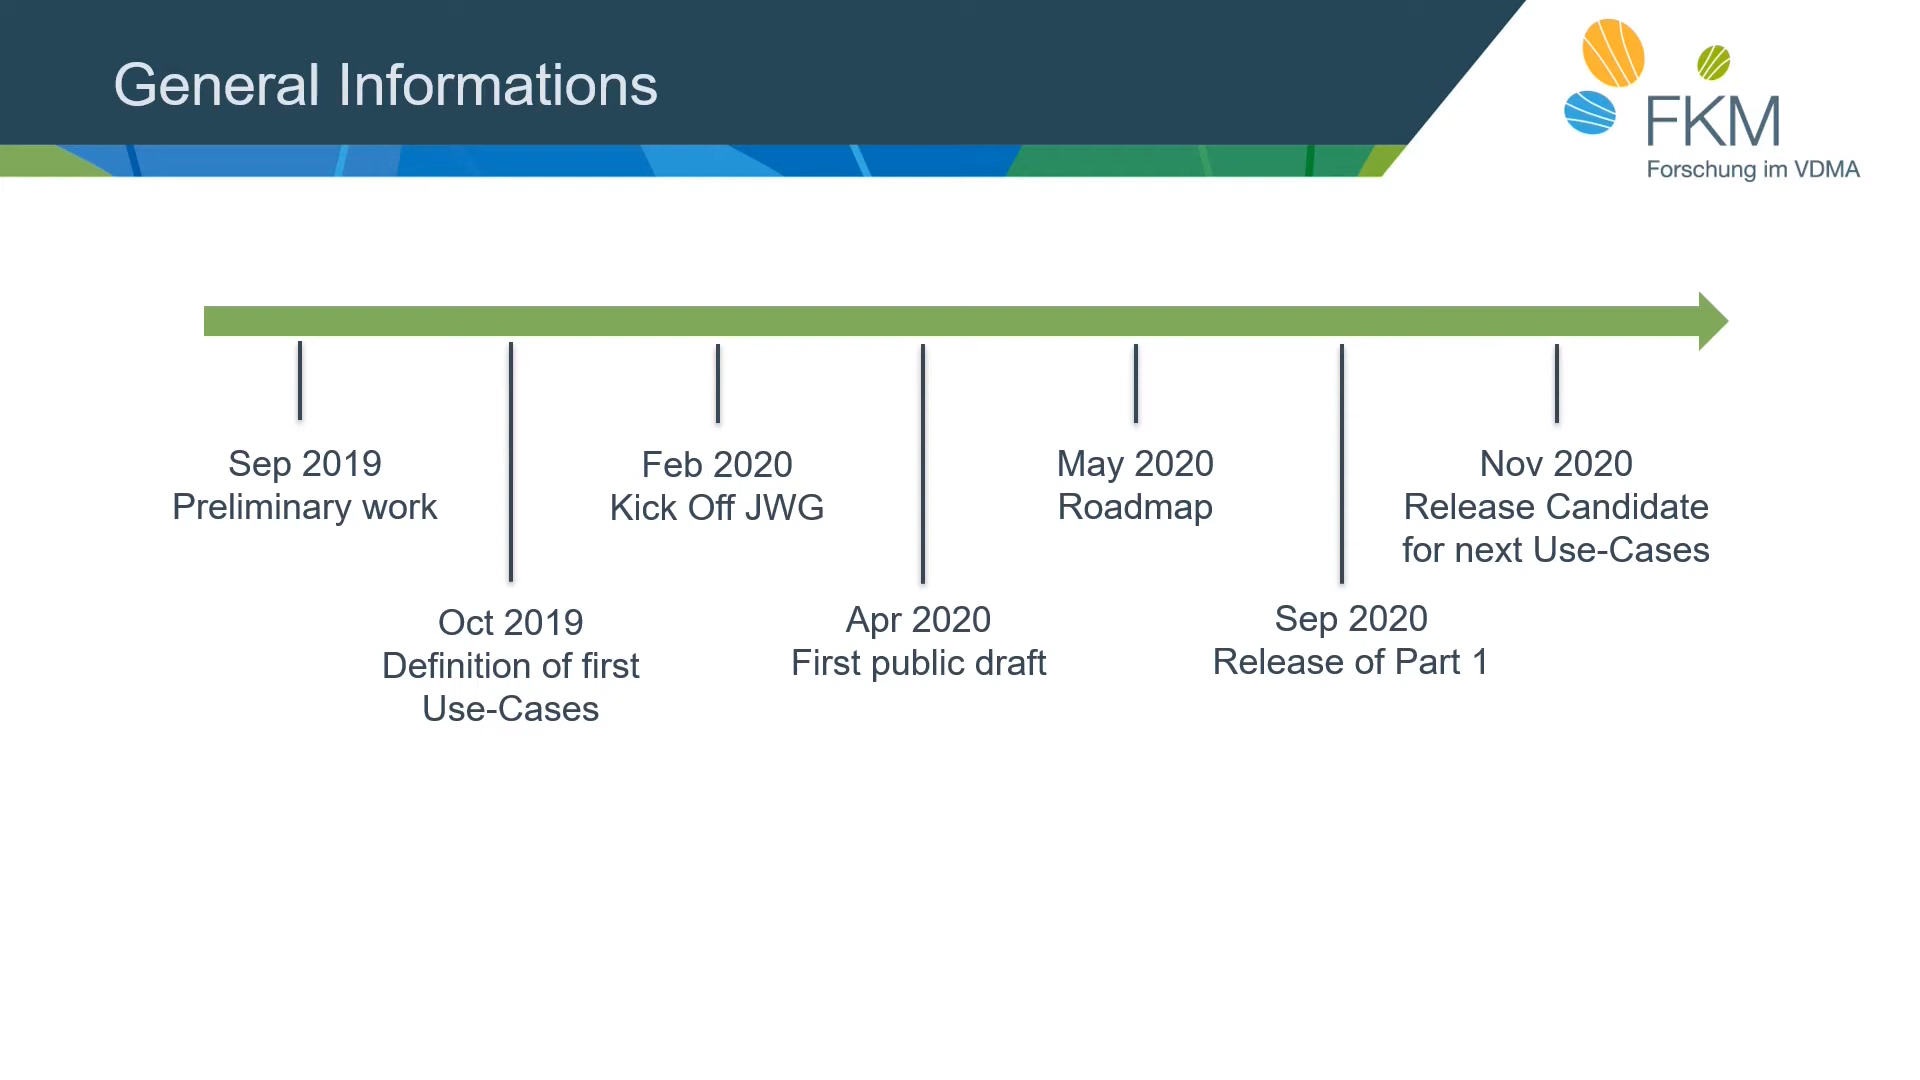 General Informations
FKM
Forschung im VDMA
Sep 2019
Preliminary work
Oct 2019
Definition of first
Use-Cases
Feb 2020
Kick Off JWG
Apr 2020
First public draft
May 2020
Roadmap
Sep 2020
Release of Part 1
Nov 2020
Release Candidate
for next Use-Cases